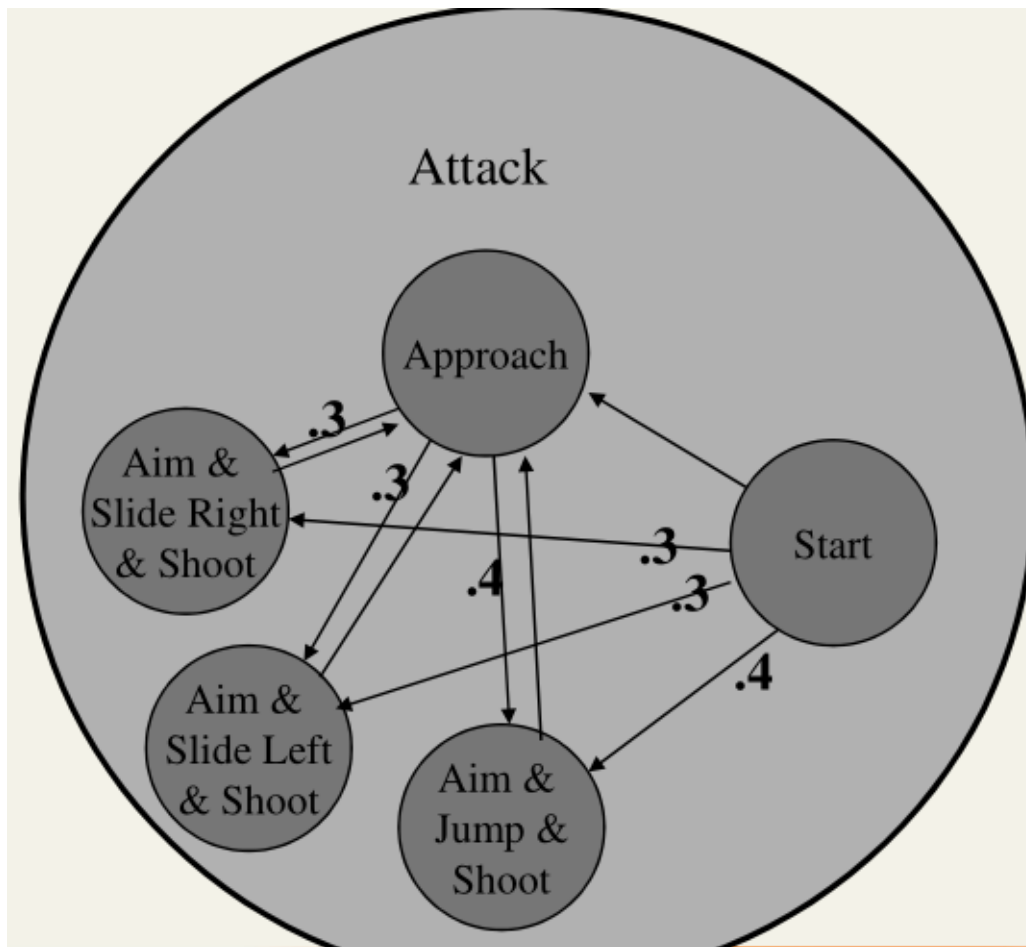 Attack
Approach
.3
Aim &
Slide Right
& Shoot
.3
.3
Start
.4
.3
Aim &
Slide Left
& Shoot
.4
Aim &
Jump &
Shoot